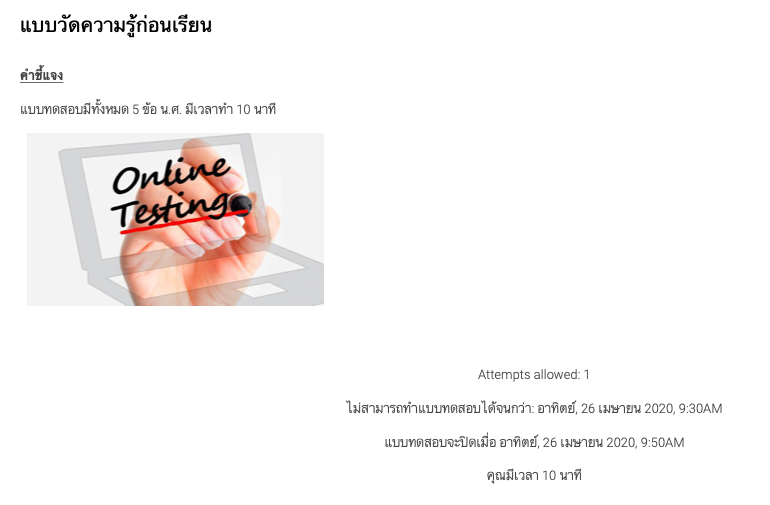 แบบวัดความรู้ก่อนเรียน
คำชี้แจง
แบบทดสอบมีทั้งหมด 5 ข้อ น.ศ. มีเวลาทำ 10 นาที
Online
Testing
Attempts allowed: 1
ไม่สามารถทำแบบทดสอบได้จนกว่า: อาทิตย์, 26 เมษายน 2020, 9:30AM
แบบทดสอบจะปิดเมื่อ อาทิตย์, 26 เมษายน 2020, 9:50AM
คุณมีเวลา 10 นาที